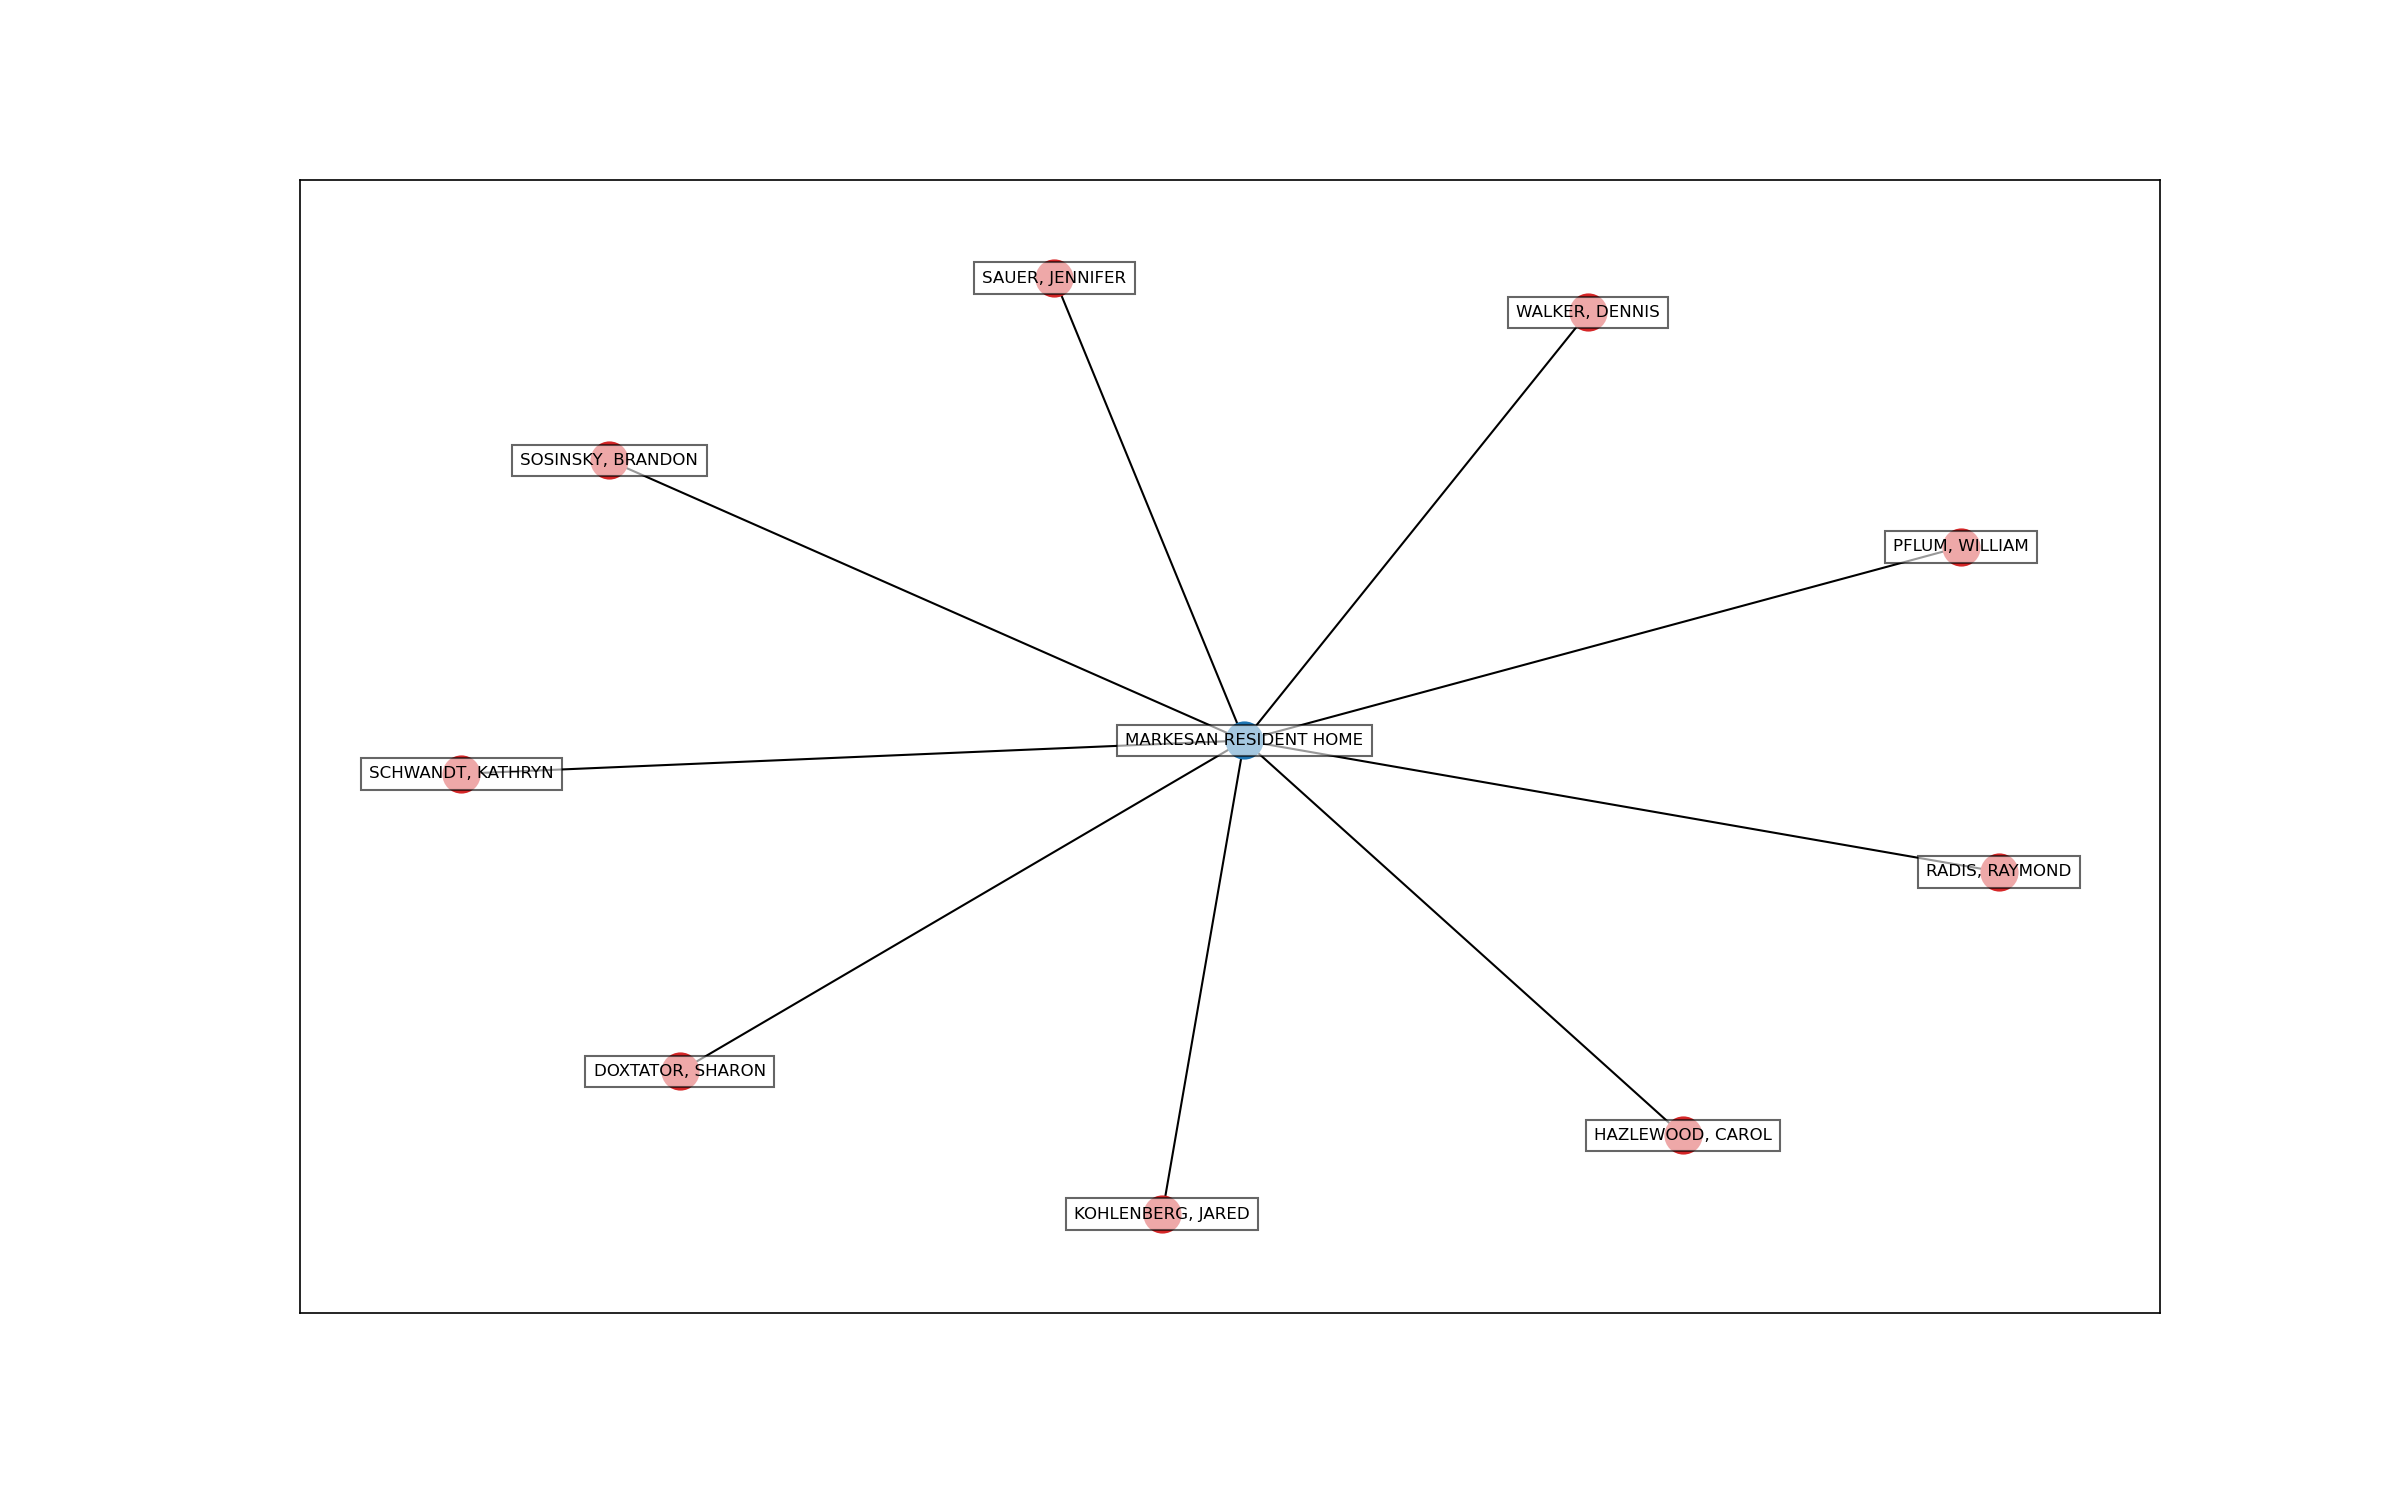 SAUER, JENNIFER
WALKER, DENNIS
SOSINSKY, BRANDON
PFLUM, WILLIAM
MARKESAN RESIDENT HOME
SCHWANDT, KATHRYN
RADIS, RAYMOND
DOXTATOR, SHARON
HAZLEWOOD, CAROL
KOHLENBERG, JARED